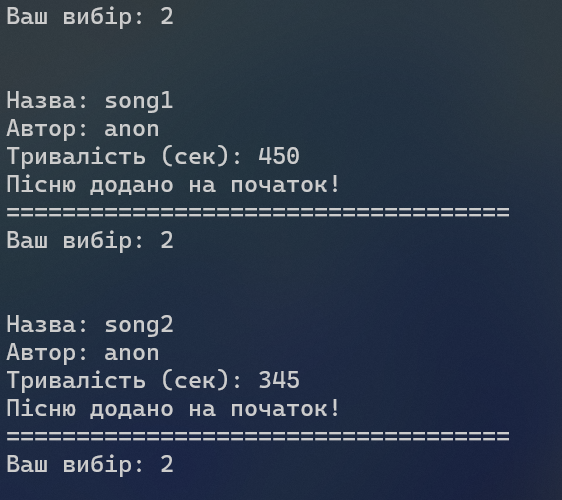 Ваш вибір: 2
Назва: song1
Автор: anon
Тривалість (сек): 450
Пісню додано на початок!
====================================
Ваш вибір: 2
Назва: song2
Автор: anon
Тривалість (сек): 345
Пісню додано на початок!
====================================
Ваш вибір: 2